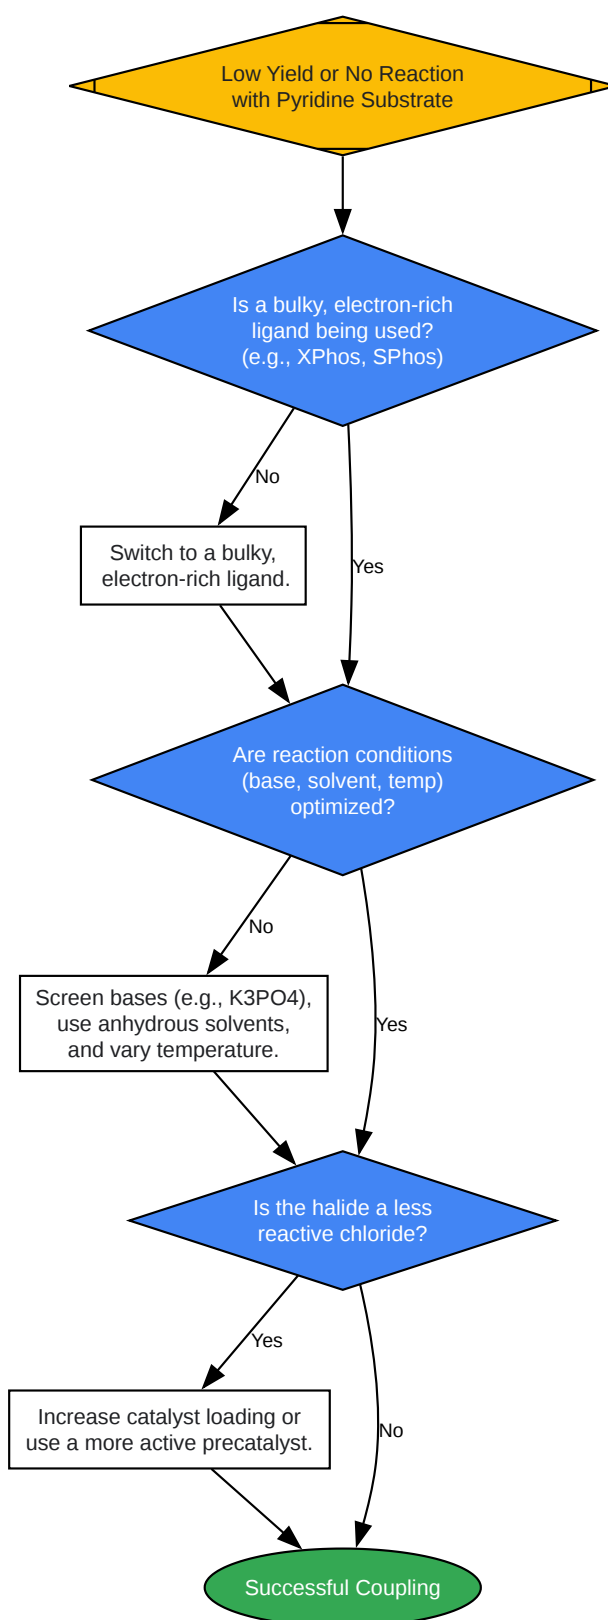 Low Yield or No Reaction
with Pyridine Substrate
Is a bulky, electron-rich
ligand being used?
(e.g., XPhos, SPhos)
No
Switch to a bulky,
electron-rich ligand.
Yes
Are reaction conditions
(base, solvent, temp)
optimized?
No
Screen bases (e.g., K3PO4),
use anhydrous solvents,
and vary temperature.
Yes
Is the halide a less
reactive chloride?
Yes
Increase catalyst loading or
use a more active precatalyst.
No
Successful Coupling